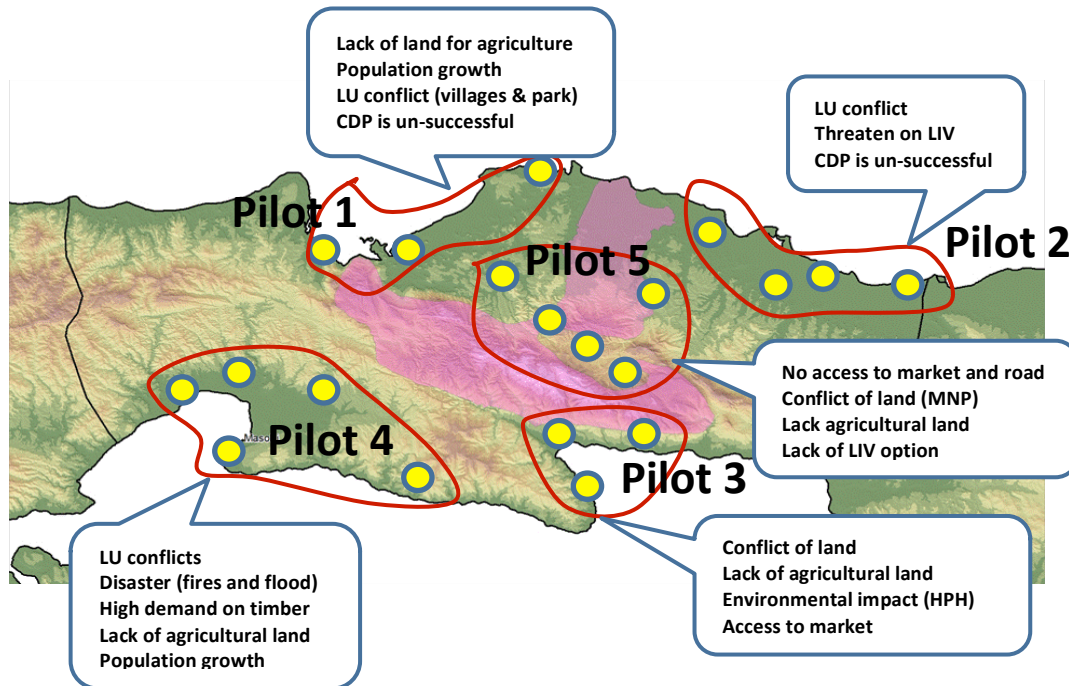 Lack of land for agriculture
Population growth
LU conflict (villages & park)
CDP is un-successful
LU conflict
Threaten on LIV
CDP is un-successful
Pilot 1
Pilot 2
Pilot 5
No access to market and road
Conflict of land (MNP)
Lack agricultural land
Lack of LIV option
Pilot 4
Pilot 3
LU conflicts
Disaster (fires and flood)
High demand on timber
Lack of agricultural land
Population growth
Conflict of land
Lack of agricultural land
Environmental impact (HPH)
Access to market